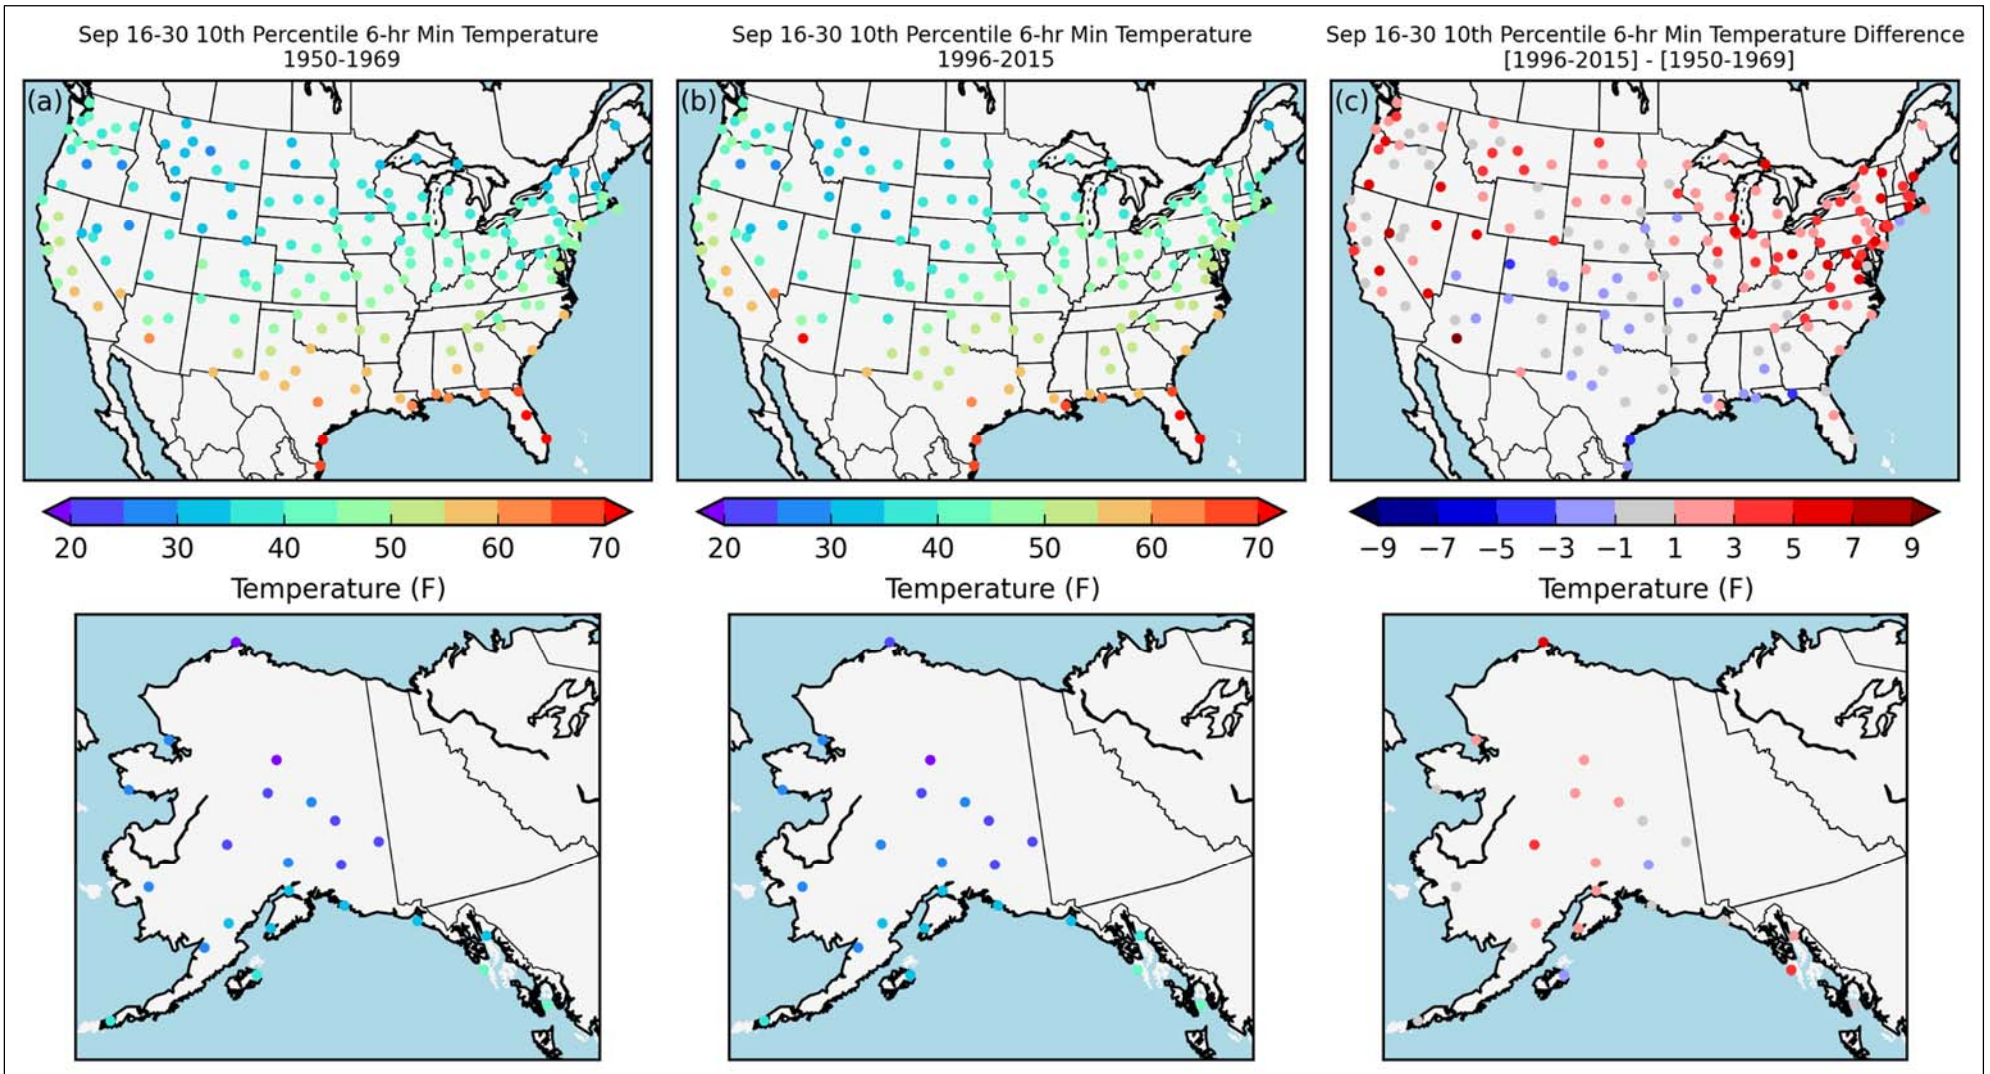 Sep 16-30 10th Percentile 6-hr Min Temperature
1950-1969
Sep 16-30 10th Percentile 6-hr Min Temperature
1996-2015
Sep 16-30 10th Percentile 6-hr Min Temperature Difference
[1996-2015] - [1950-1969]
(a)
(b)
(c)
20 30 40 50 60 70
20 30 40 50 60 70
−9 −7 −5 −3 −1 1 3 5 7 9
Temperature (F)
Temperature (F)
Temperature (F)